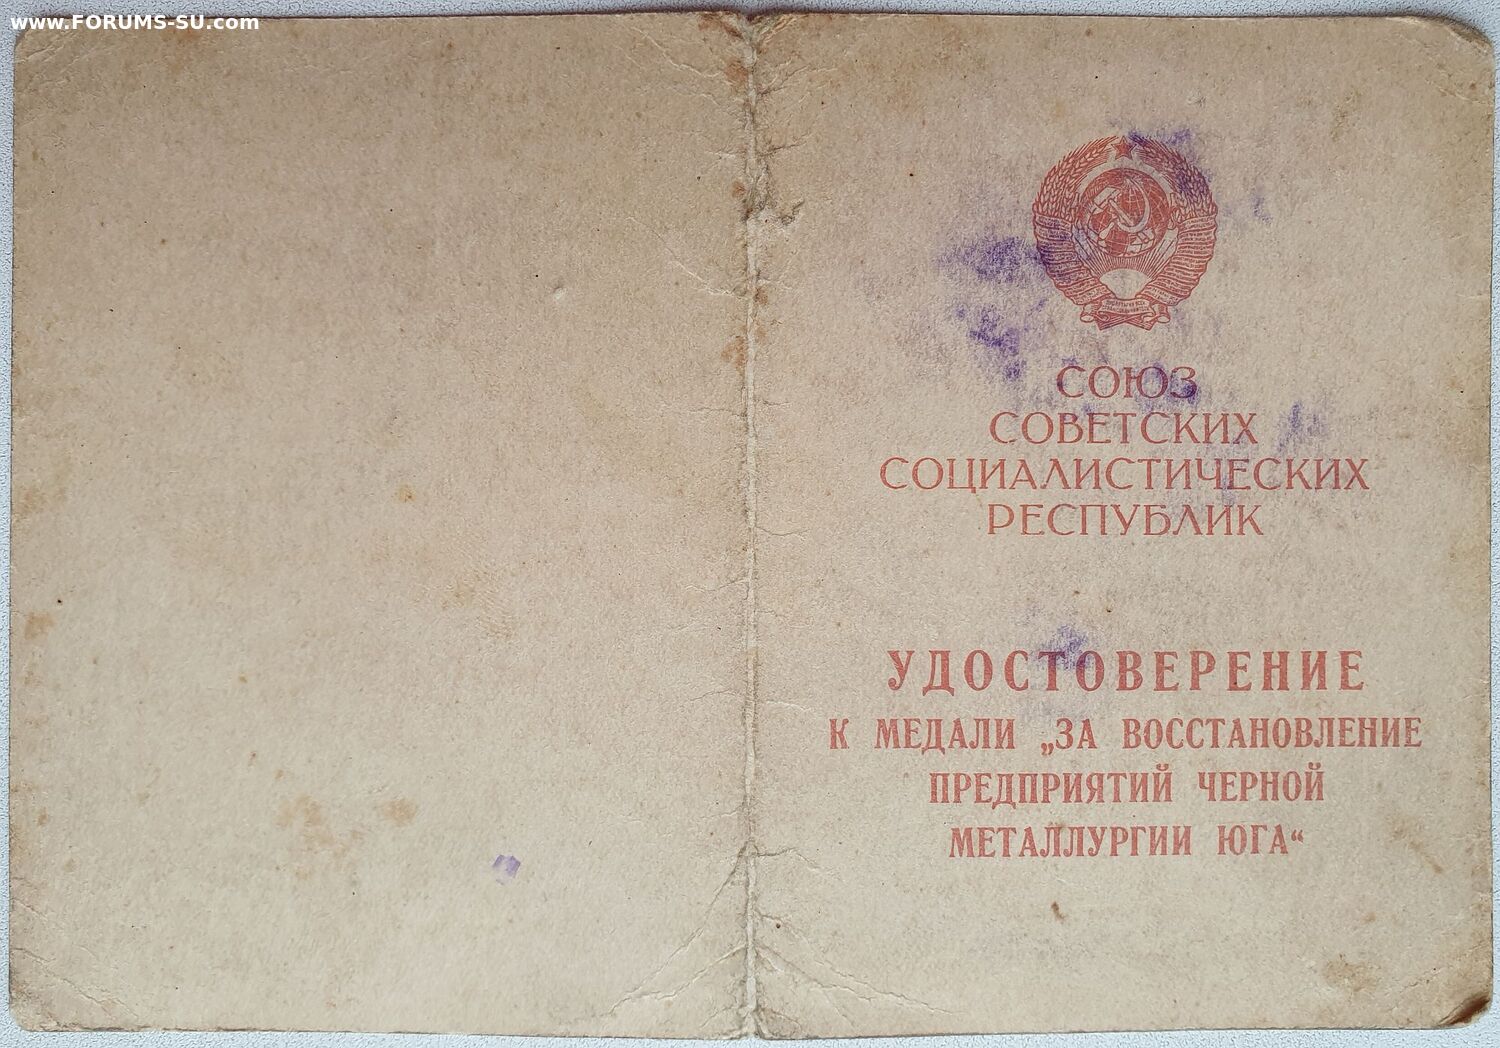 www.FORUMS-SU.com
СОЮЗ
СОВЕТСКИХ
СОЦИАЛИСТИЧЕСКИХ
РЕСПУБЛИК
УДОСТОВЕРЕНИЕ
К МЕДАЛИ „ЗА ВОССТАНОВЛЕНИЕ
ПРЕДПРИЯТИЙ ЧЕРНОЙ
МЕТАЛЛУРГИИ ЮГА“